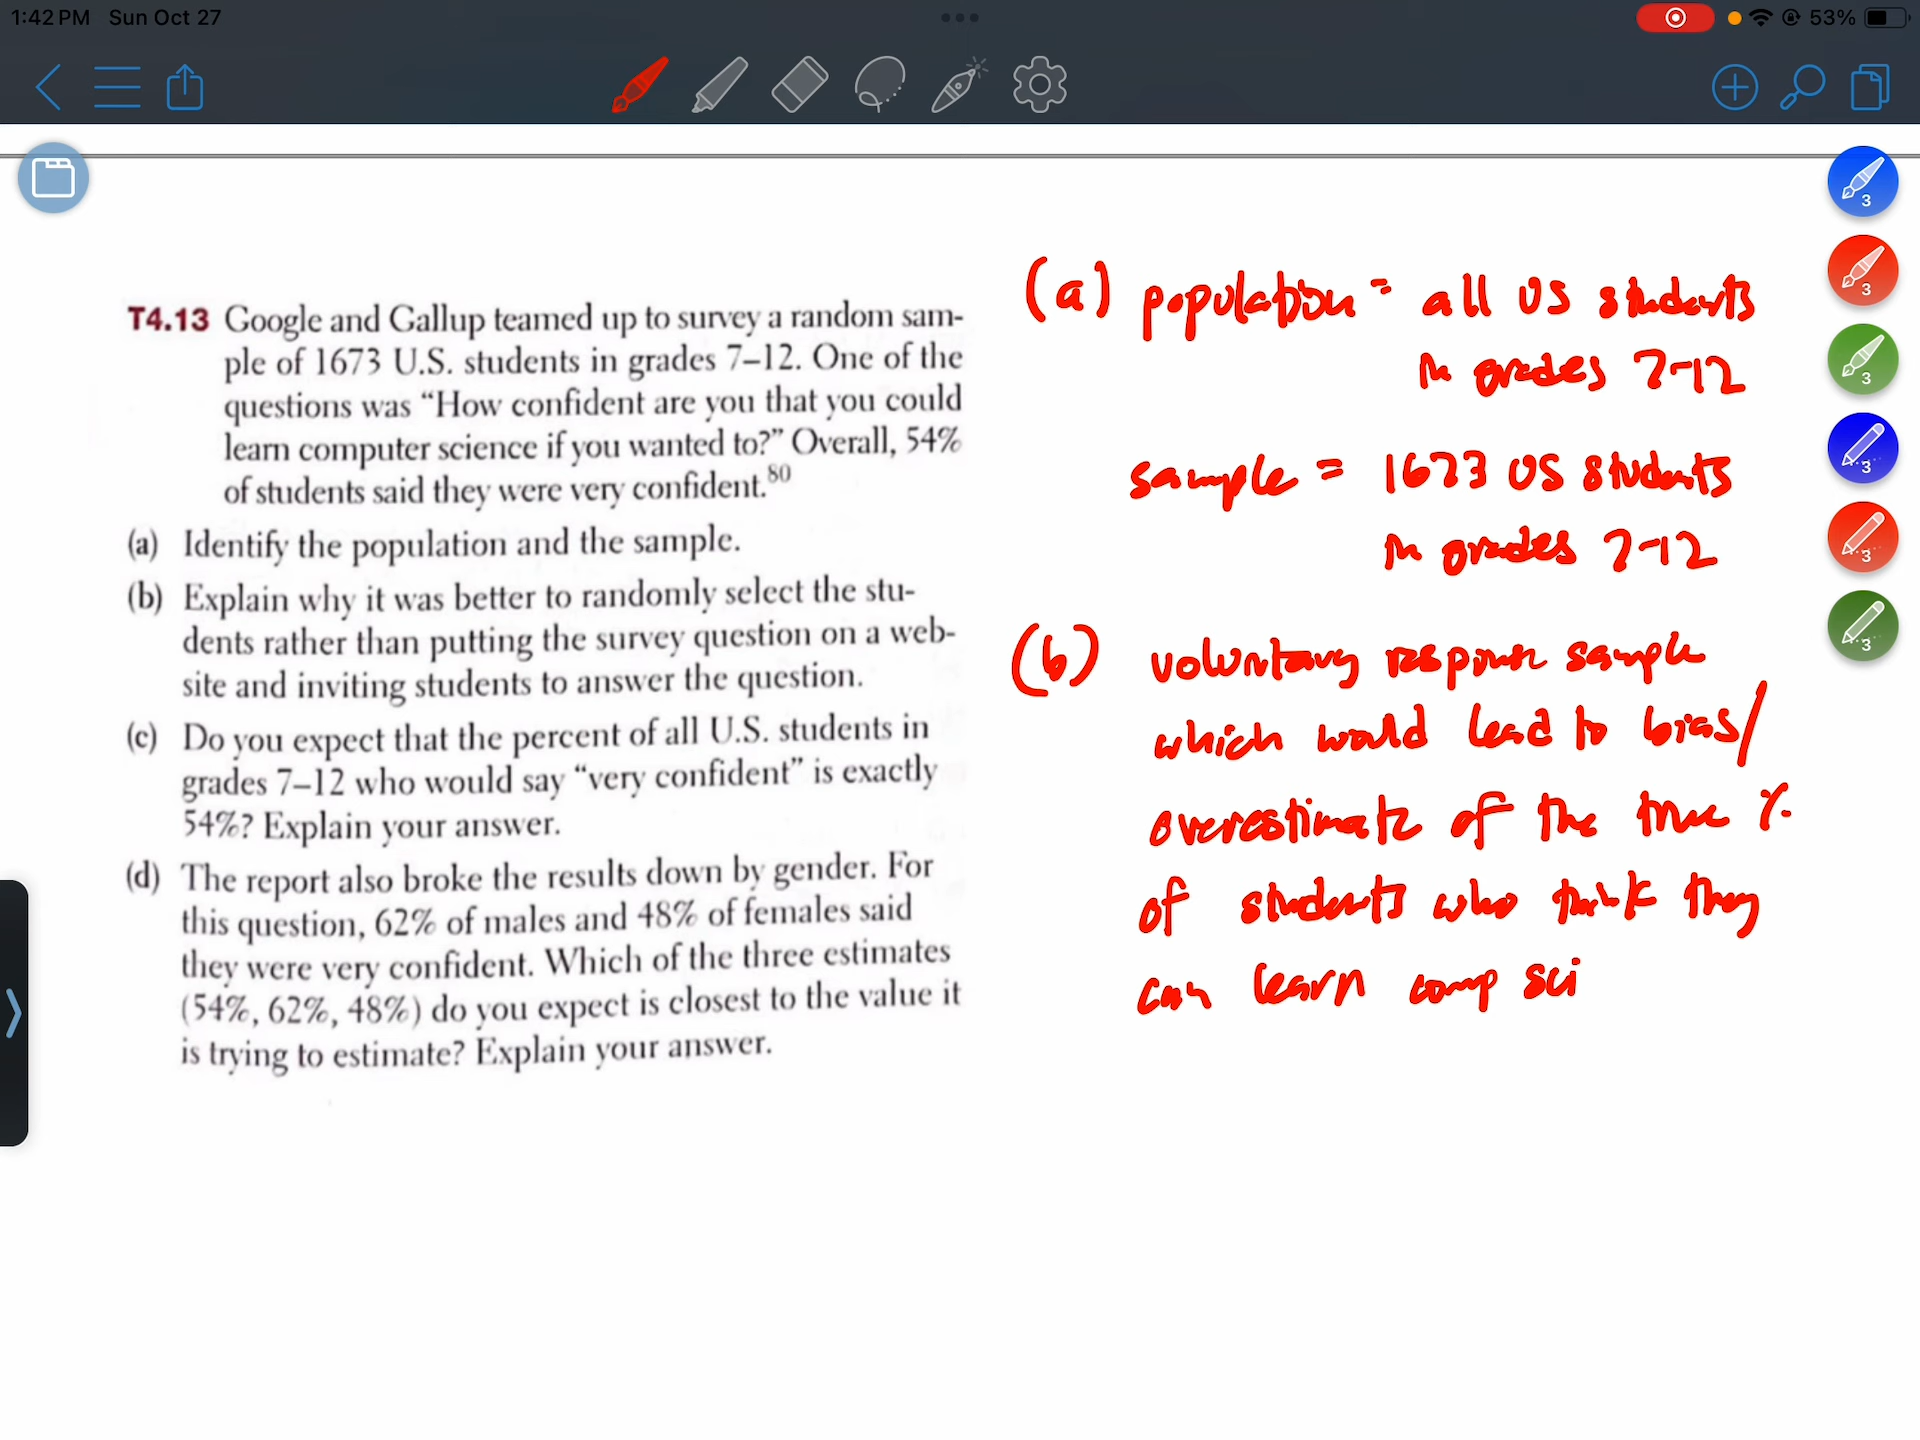 1:42 PM Sun Oct 27
53%
T4.13 Google and Gallup teamed up to survey a random sam-
ple of 1673 U.S. students in grades 7–12. One of the
questions was “How confident are you that you could
learn computer science if you wanted to?” Overall, 54%
of students said they were very confident.80
(a) Identify the population and the sample.
(b) Explain why it was better to randomly select the stu-
dents rather than putting the survey question on a web-
site and inviting students to answer the question.
(c) Do you expect that the percent of all U.S. students in
grades 7–12 who would say “very confident” is exactly
54%? Explain your answer.
(d) The report also broke the results down by gender. For
this question, 62% of males and 48% of females said
they were very confident. Which of the three estimates
(54%, 62%, 48%) do you expect is closest to the value it
is trying to estimate? Explain your answer.
(a) population = all US students
in grades 7-12
sample = 1673 US students
in grades 7-12
(b) voluntary response sample
which would lead to bias/
overestimate of the true %
of students who think they
can learn comp sci
3
3
3
3
3
3